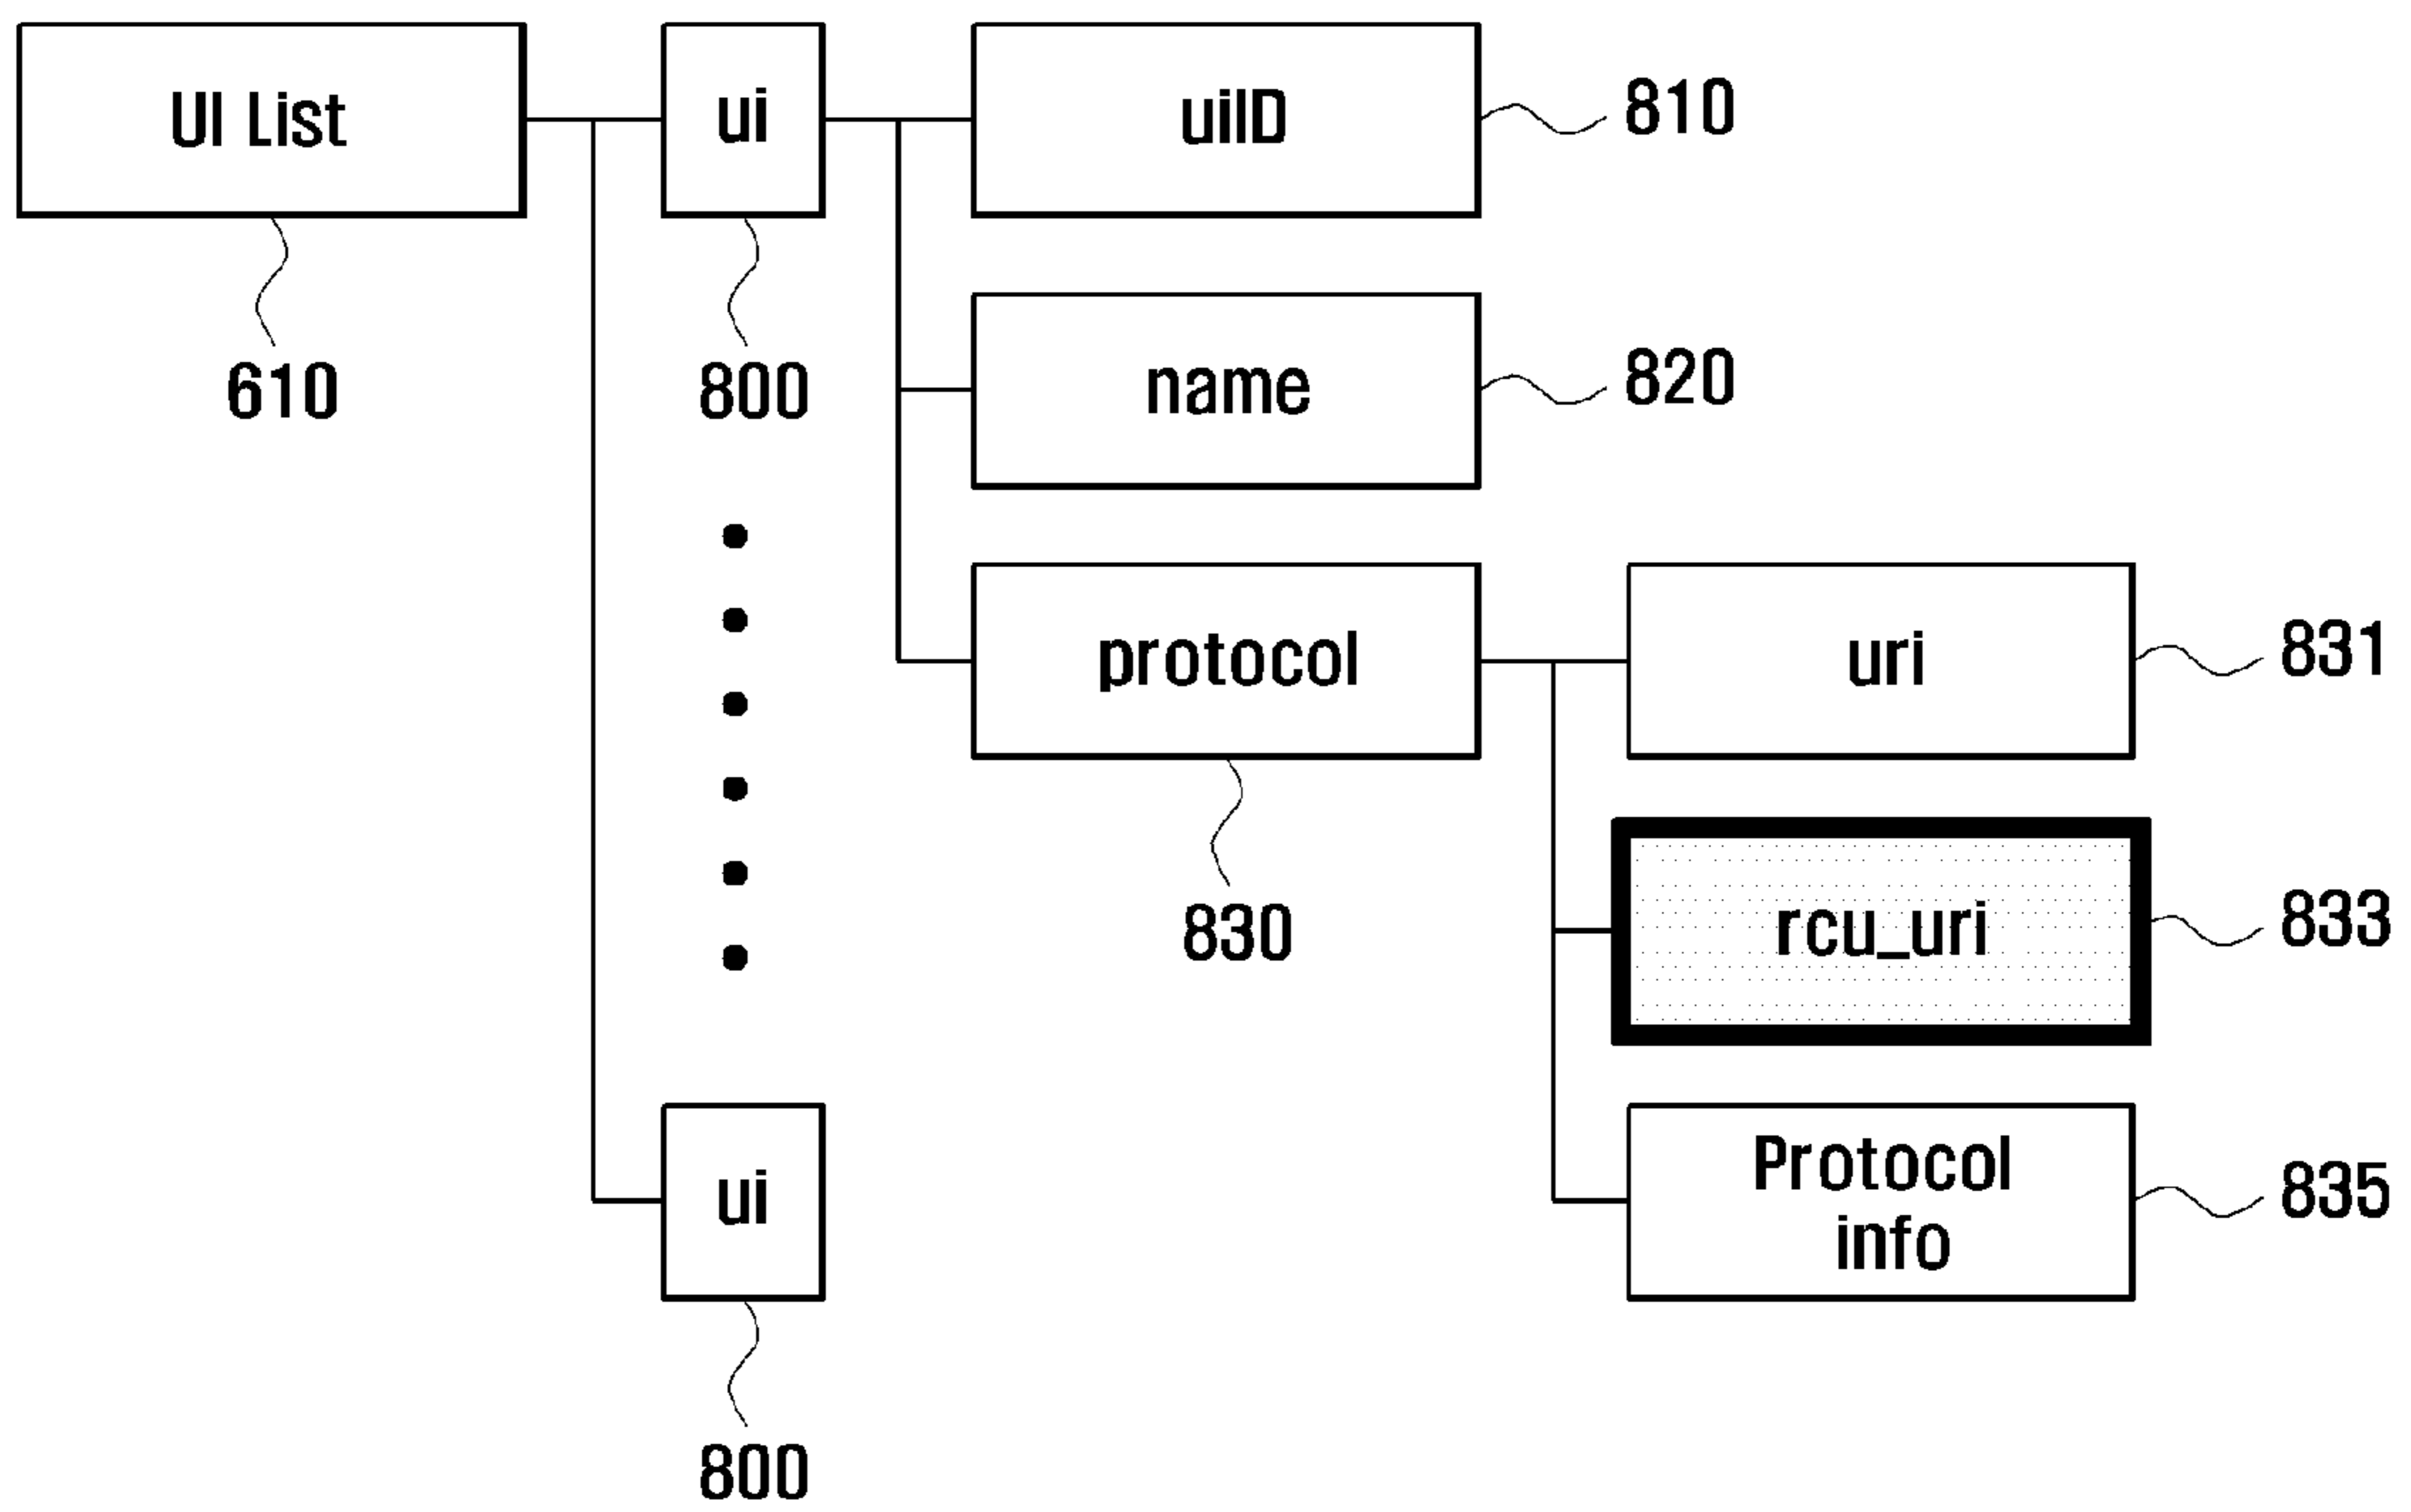 UI List
ui
uiID
810
610
800
name
820
protocol
830
uri
831
rcu_uri
833
Protocol
info
835
ui
800